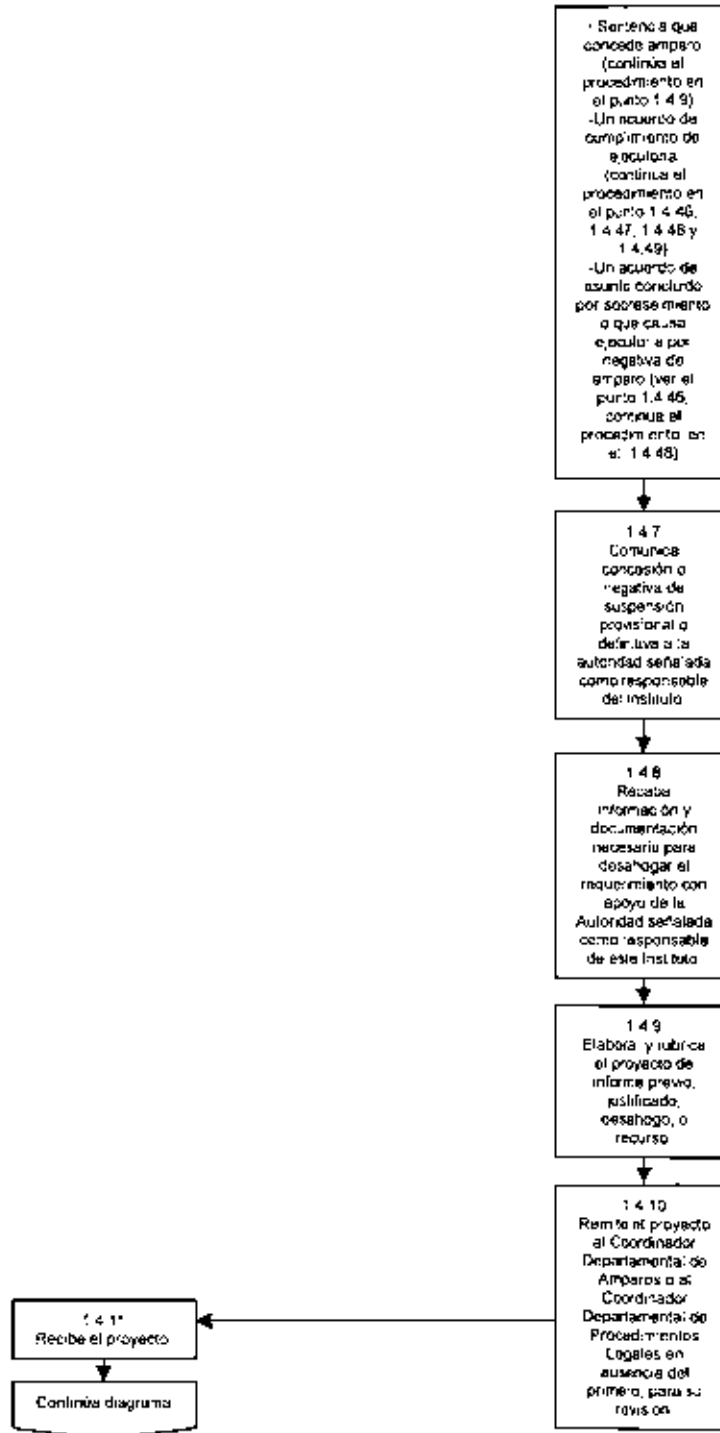 - Sentencia que
concede amparo
(continúa el
procedimiento en
el punto 1.4.9)
-Un acuerdo de
cumplimiento de
ejecutoria
(continua el
procedimiento en
el punto 1.4.46,
1.4.47, 1.4.48 y
1.4.49)
-Un acuerdo de
asunto concluido
por sobreseimiento
o que causa
ejecutoria por
negativa de
amparo (ver el
punto 1.4.45,
continua el
procedimiento en
el 1.4.48)
1.4.7
Comunica
concesión o
negativa de
suspensión
provisional o
definitiva a la
autoridad señalada
como responsable
del Instituto
1.4.8
Recaba
información y
documentación
necesaria para
desahogar el
requerimiento con
apoyo de la
Autoridad señalada
como responsable
de este Instituto
1.4.9
Elabora y rubrica
el proyecto de
informe previo,
justificado,
desahogo, o
recurso
1.4.10
Remite el proyecto
al Coordinador
Departamental de
Amparos o al
Coordinador
Departamental de
Procedimientos
Legales en
ausencia del
primero, para su
revisión
1.4.11
Recibe el proyecto
Continúa diagrama